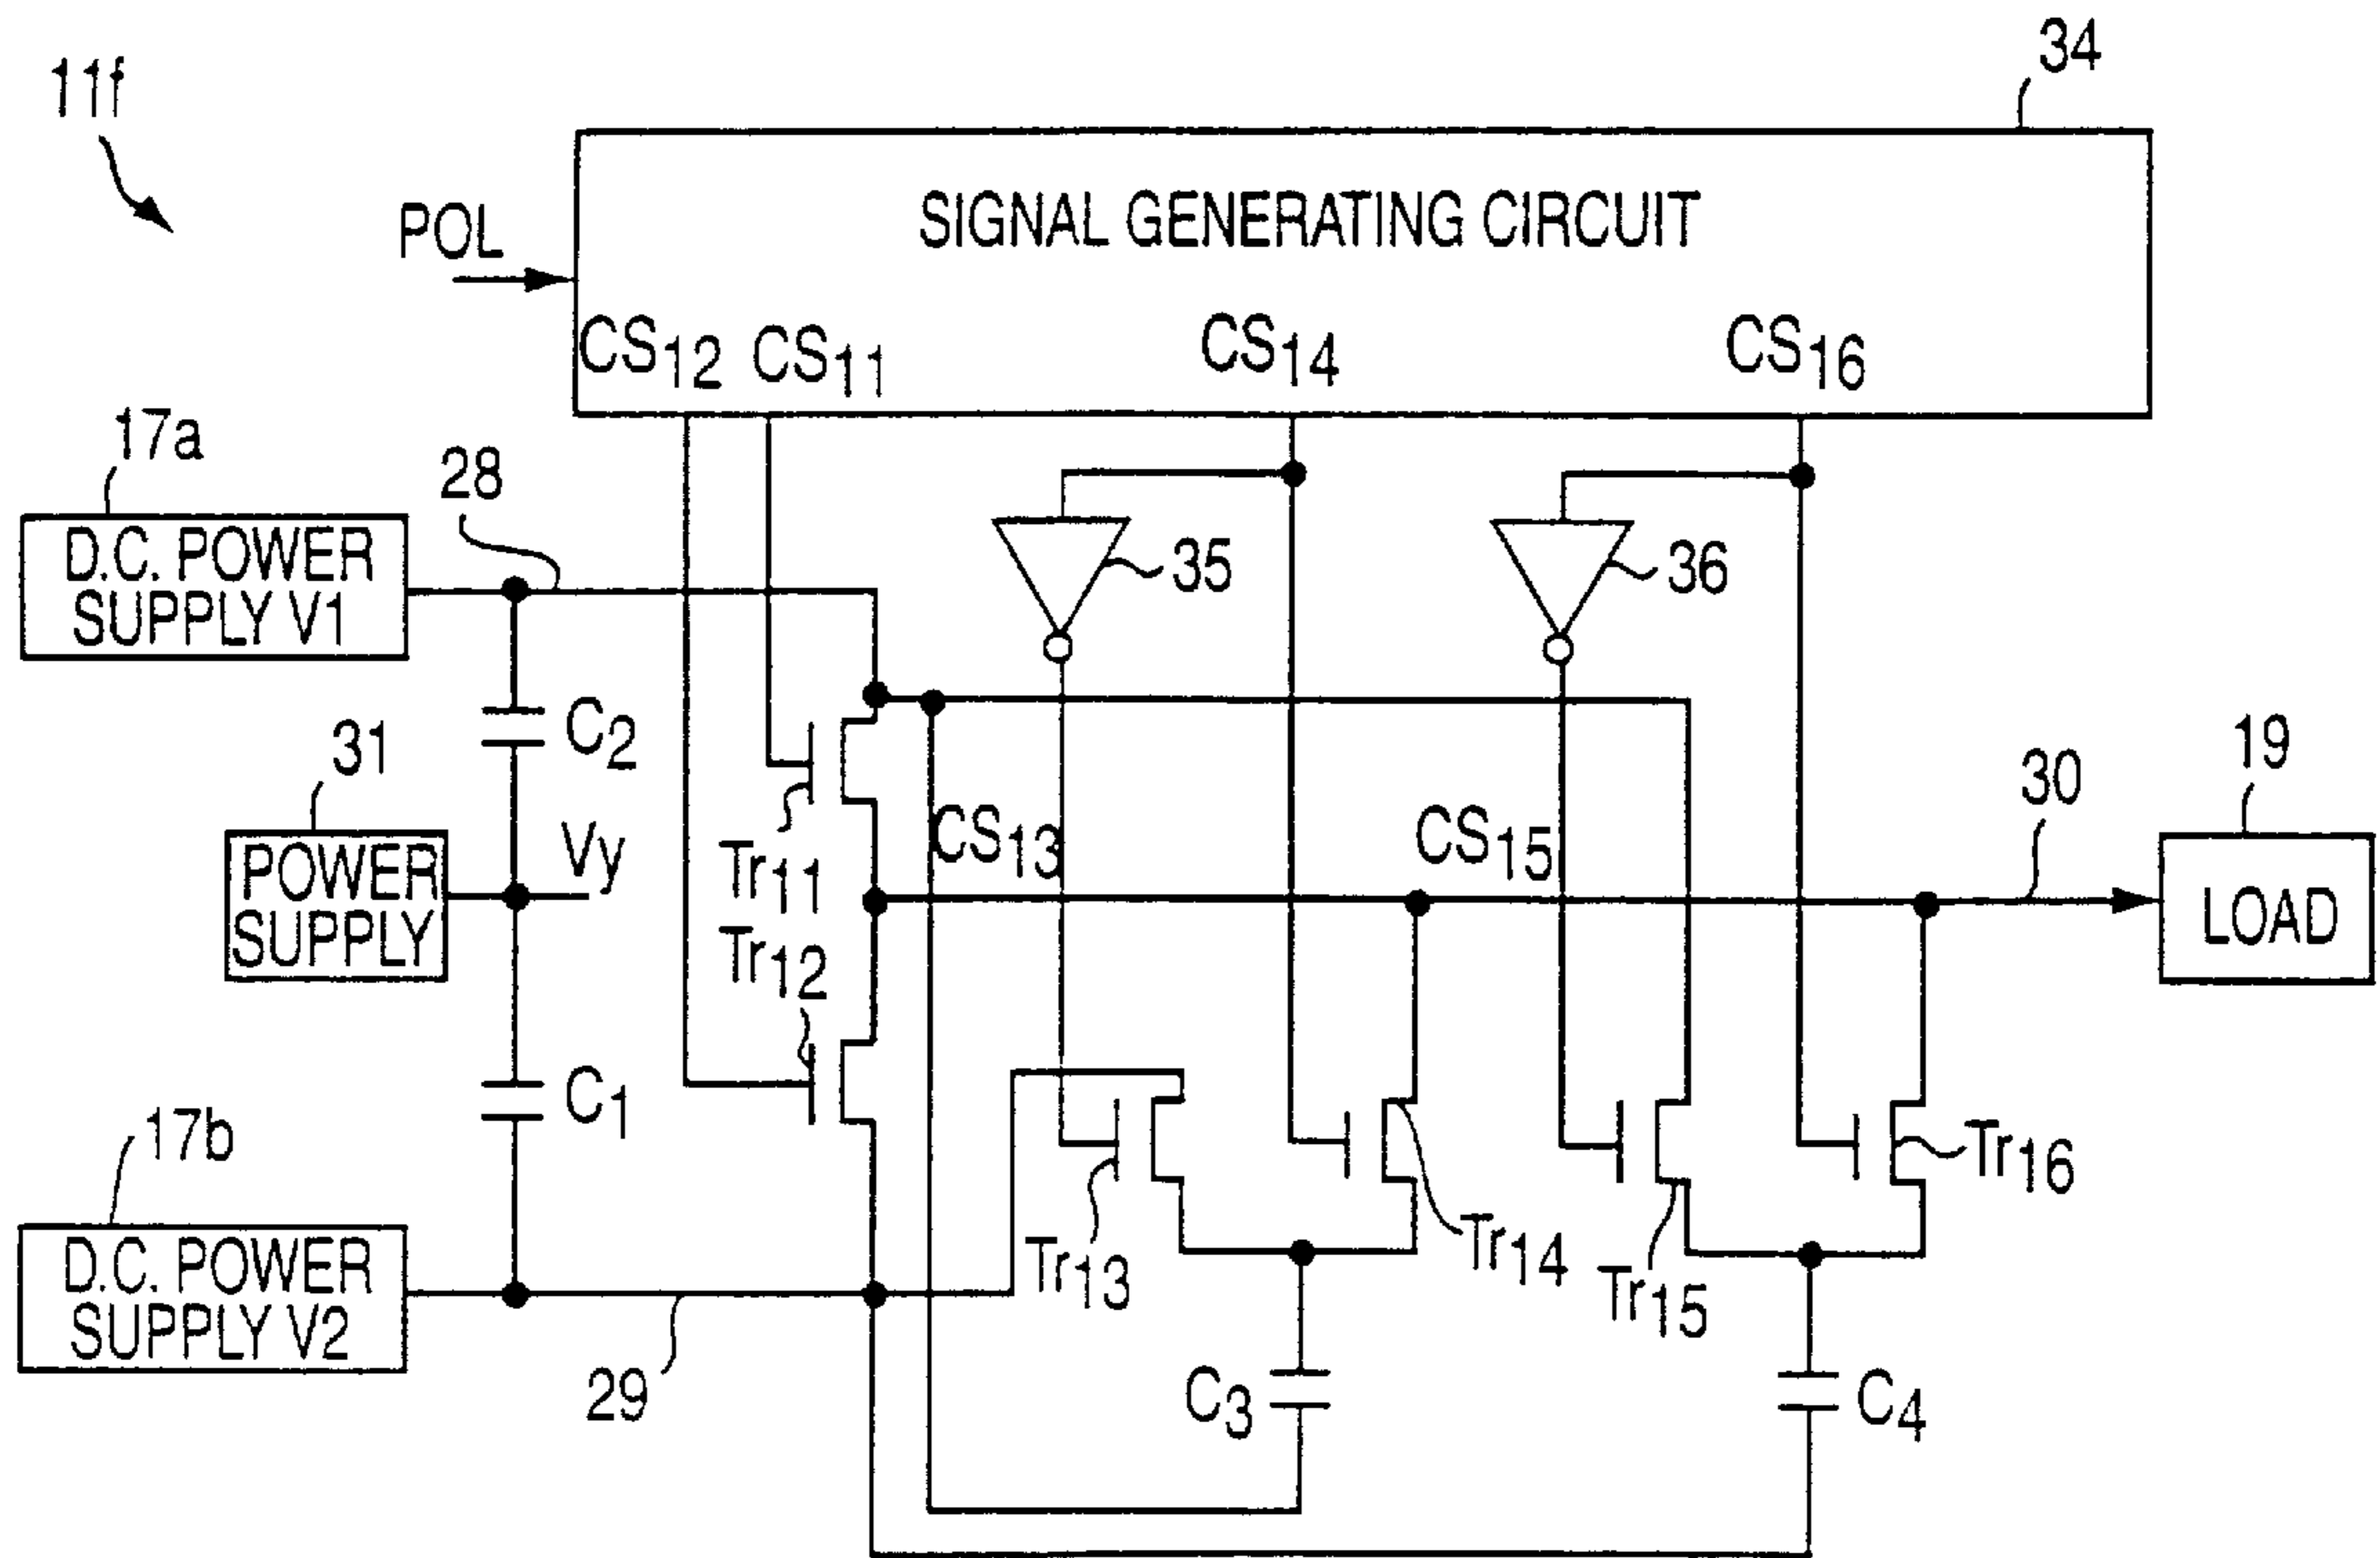 11f
34
POL
SIGNAL GENERATING CIRCUIT
CS12 CS11 CS14 CS16
17a
28
D.C. POWER
SUPPLY V1
35
36
C2
31
POWER
SUPPLY
Vy
Tr11
Tr12
CS13
CS15
30
19
LOAD
C1
17b
D.C. POWER
SUPPLY V2
29
Tr13
Tr14
Tr15
Tr16
C3
C4